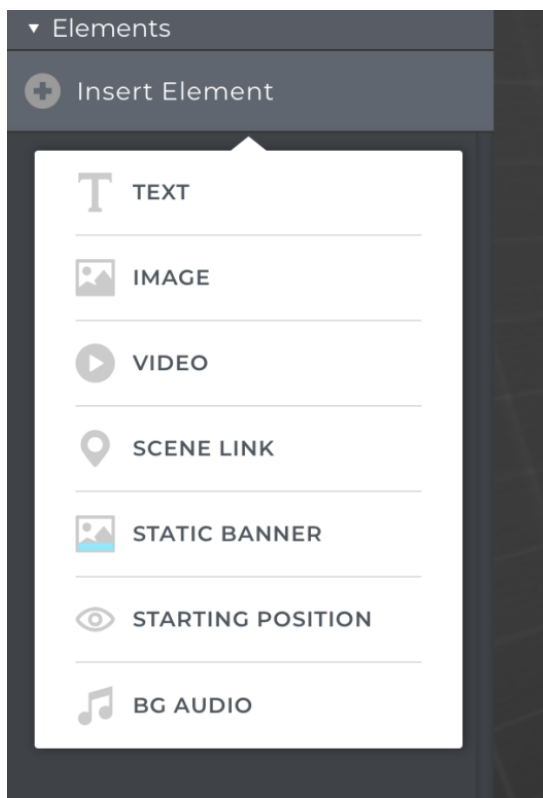 Elements
Insert Element
TEXT
IMAGE
VIDEO
SCENE LINK
STATIC BANNER
STARTING POSITION
BG AUDIO